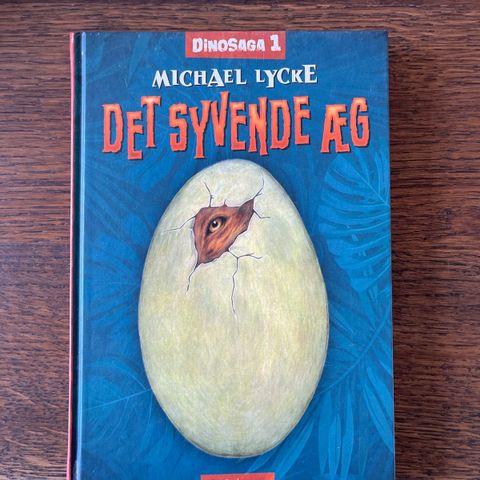 DINOSAGA 1
MICHAEL LYCKE
DET SYVENDE ÆG